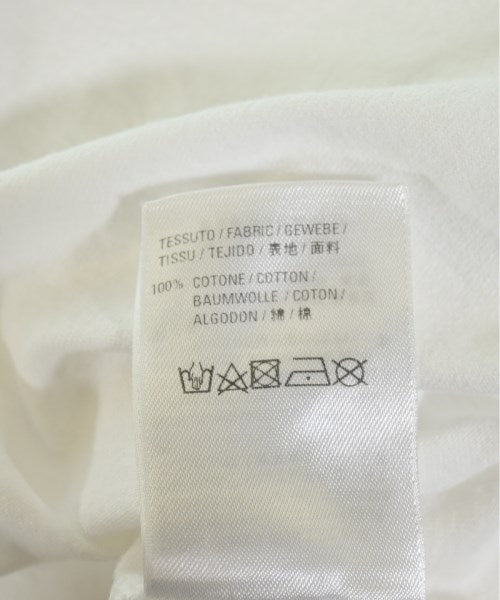 TESSUTO / FABRIC / GEWEBE /
TISSU / TEJIDO / 表地 / 面料
100% COTONE / COTTON /
BAUMWOLLE / COTON /
ALGODON / 綿 / 棉